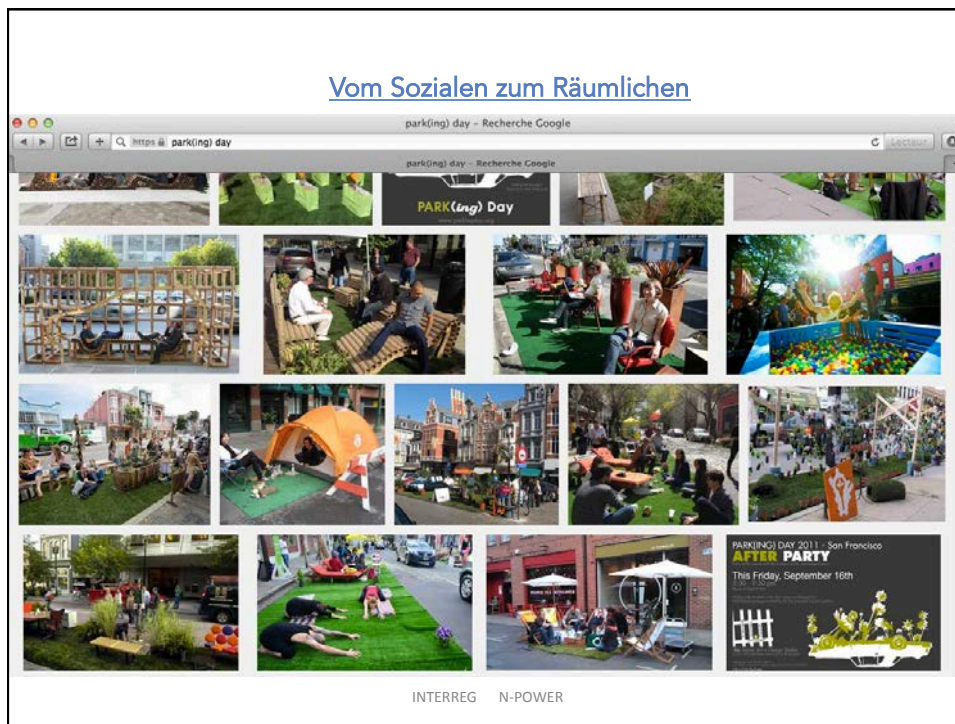 Vom Sozialen zum Räumlichen
park(ing) day – Recherche Google
https park(ing) day
Lecteur
park(ing) day – Recherche Google
PARK(ing) Day
PARK(ING) DAY 2011 - San Francisco
AFTER PARTY
This Friday, September 16th
INTERREG N-POWER